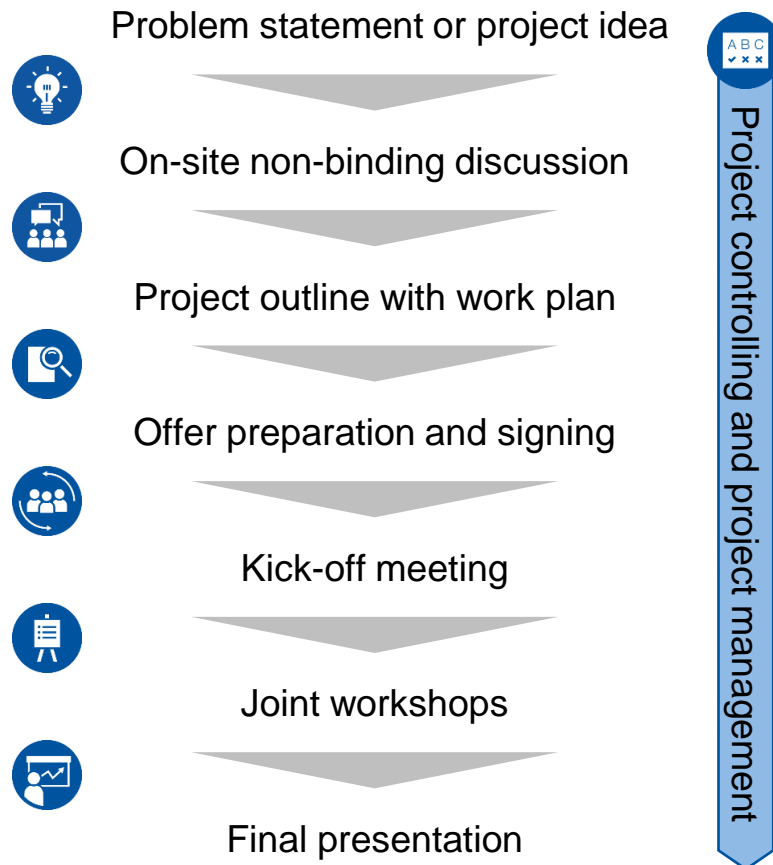 Problem statement or project idea
On-site non-binding discussion
Project outline with work plan
Offer preparation and signing
Kick-off meeting
Joint workshops
Final presentation
A B C
Project controlling and project management